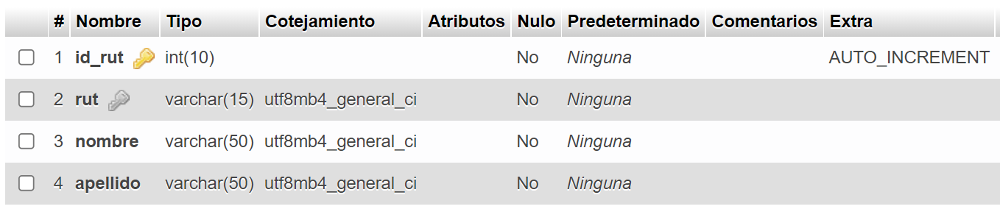 # Nombre Tipo Cotejamiento Atributos Nulo Predeterminado Comentarios Extra
1 id_rut int(10) No Ninguna AUTO_INCREMENT
2 rut varchar(15) utf8mb4_general_ci No Ninguna
3 nombre varchar(50) utf8mb4_general_ci No Ninguna
4 apellido varchar(50) utf8mb4_general_ci No Ninguna